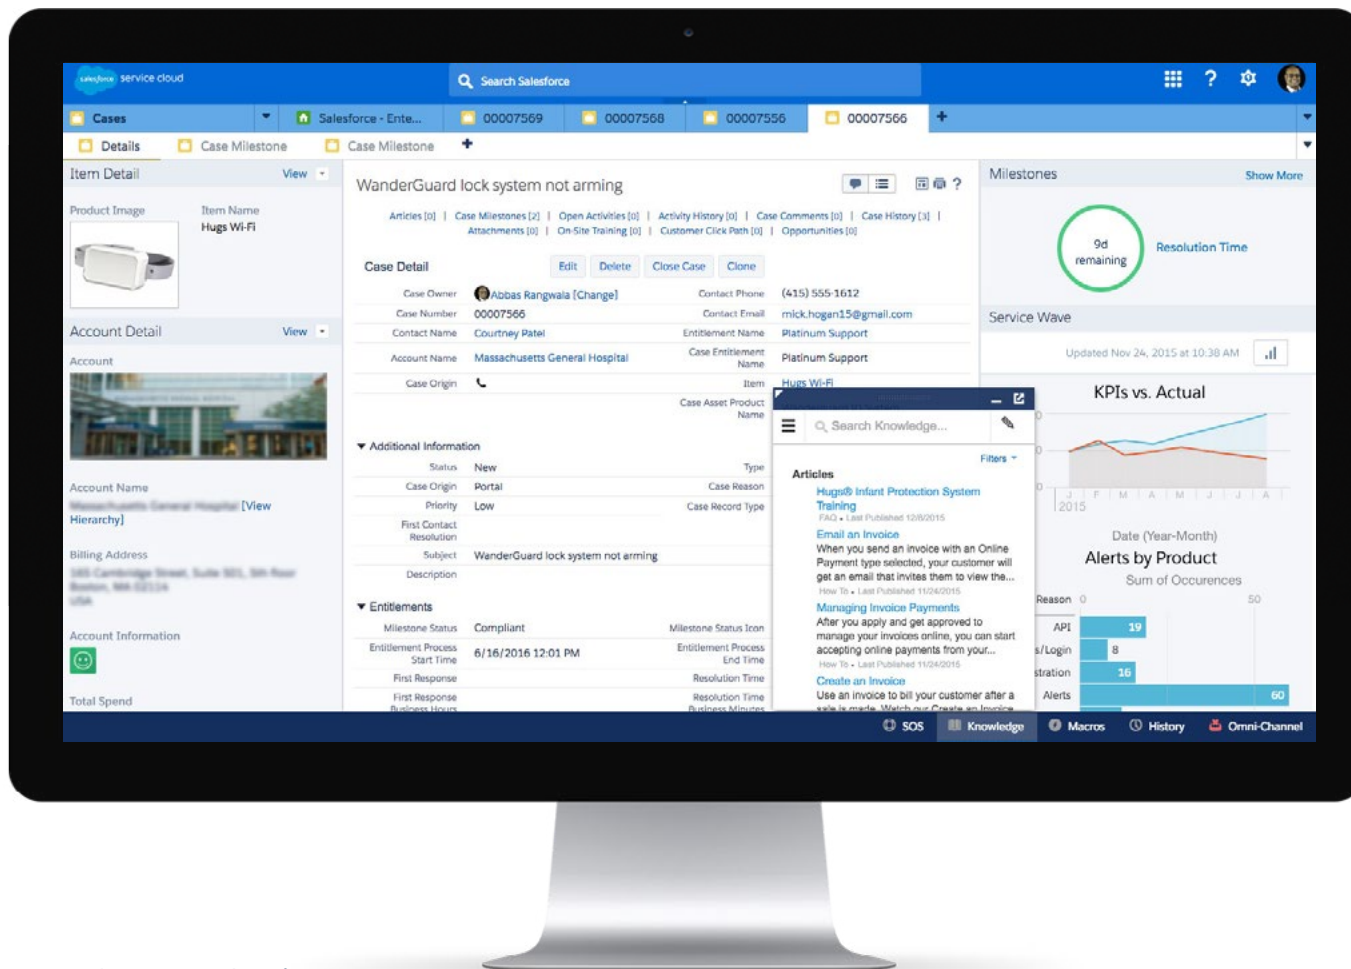 salesforce service cloud
Search Salesforce
?
Cases
Salesforce - Ente...
00007569
00007568
00007556
00007566
+
Details
Case Milestone
Case Milestone
+
Item Detail
View
Product Image
Item Name
Hugs Wi-Fi
Account Detail
View
Account
Account Name
[View
Hierarchy]
Billing Address
Account Information
Total Spend
WanderGuard lock system not arming
?
Articles [0] | Case Milestones [2] | Open Activities [0] | Activity History [0] | Case Comments [0] | Case History [3] |
Attachments [0] | On-Site Training [0] | Customer Click Path [0] | Opportunities [0]
Case Detail
Edit
Delete
Close Case
Clone
Case Owner
Abbas Rangwala [Change]
Contact Phone
(415) 555-1612
Case Number
00007566
Contact Email
mick.hogan15@gmail.com
Contact Name
Courtney Patel
Entitlement Name
Platinum Support
Account Name
Massachusetts General Hospital
Case Entitlement
Name
Platinum Support
Case Origin
Item
Hugs Wi-Fi
Case Asset Product
Name
Additional Information
Status
New
Type
Case Origin
Portal
Case Reason
Priority
Low
Case Record Type
First Contact
Resolution
Subject
WanderGuard lock system not arming
Description
Entitlements
Milestone Status
Compliant
Milestone Status Icon
Entitlement Process
Start Time
6/16/2016 12:01 PM
Entitlement Process
End Time
First Response
Resolution Time
First Response
Business Hours
Resolution Time
Business Minutes
Search Knowledge...
Filters
Articles
Hugs® Infant Protection System
Training
FAQ • Last Published 12/8/2015
Email an Invoice
When you send an invoice with an Online
Payment type selected, your customer will
get an email that invites them to view the...
How To • Last Published 11/24/2015
Managing Invoice Payments
After you apply and get approved to
manage your invoices online, you can start
accepting online payments from your...
How To • Last Published 11/24/2015
Create an Invoice
Use an invoice to bill your customer after a
sale is made. Watch our Create an Invoice
Milestones
Show More
9d
remaining
Resolution Time
Service Wave
Updated Nov 24, 2015 at 10:38 AM
KPIs vs. Actual
0
0
0
J F M A M J J A
2015
Date (Year-Month)
Alerts by Product
Sum of Occurences
Reason
0
50
API
19
s/Login
8
stration
16
Alerts
60
SOS
Knowledge
Macros
History
Omni-Channel